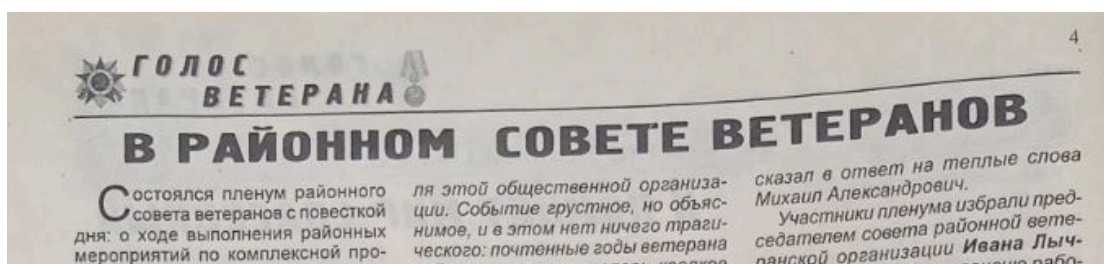 4
ГОЛОС
ВЕТЕРАНА
В РАЙОННОМ СОВЕТЕ ВЕТЕРАНОВ
Состоялся пленум районного
совета ветеранов с повесткой
дня: о ходе выполнения районных
мероприятий по комплексной про-
ля этой общественной организа-
ции. Событие грустное, но объяс-
нимое, и в этом нет ничего траги-
ческого: почтенные годы ветерана
сказал в ответ на теплые слова
Михаил Александрович.
Участники пленума избрали пред-
седателем совета районной вете-
ранской организации Ивана Лыч-